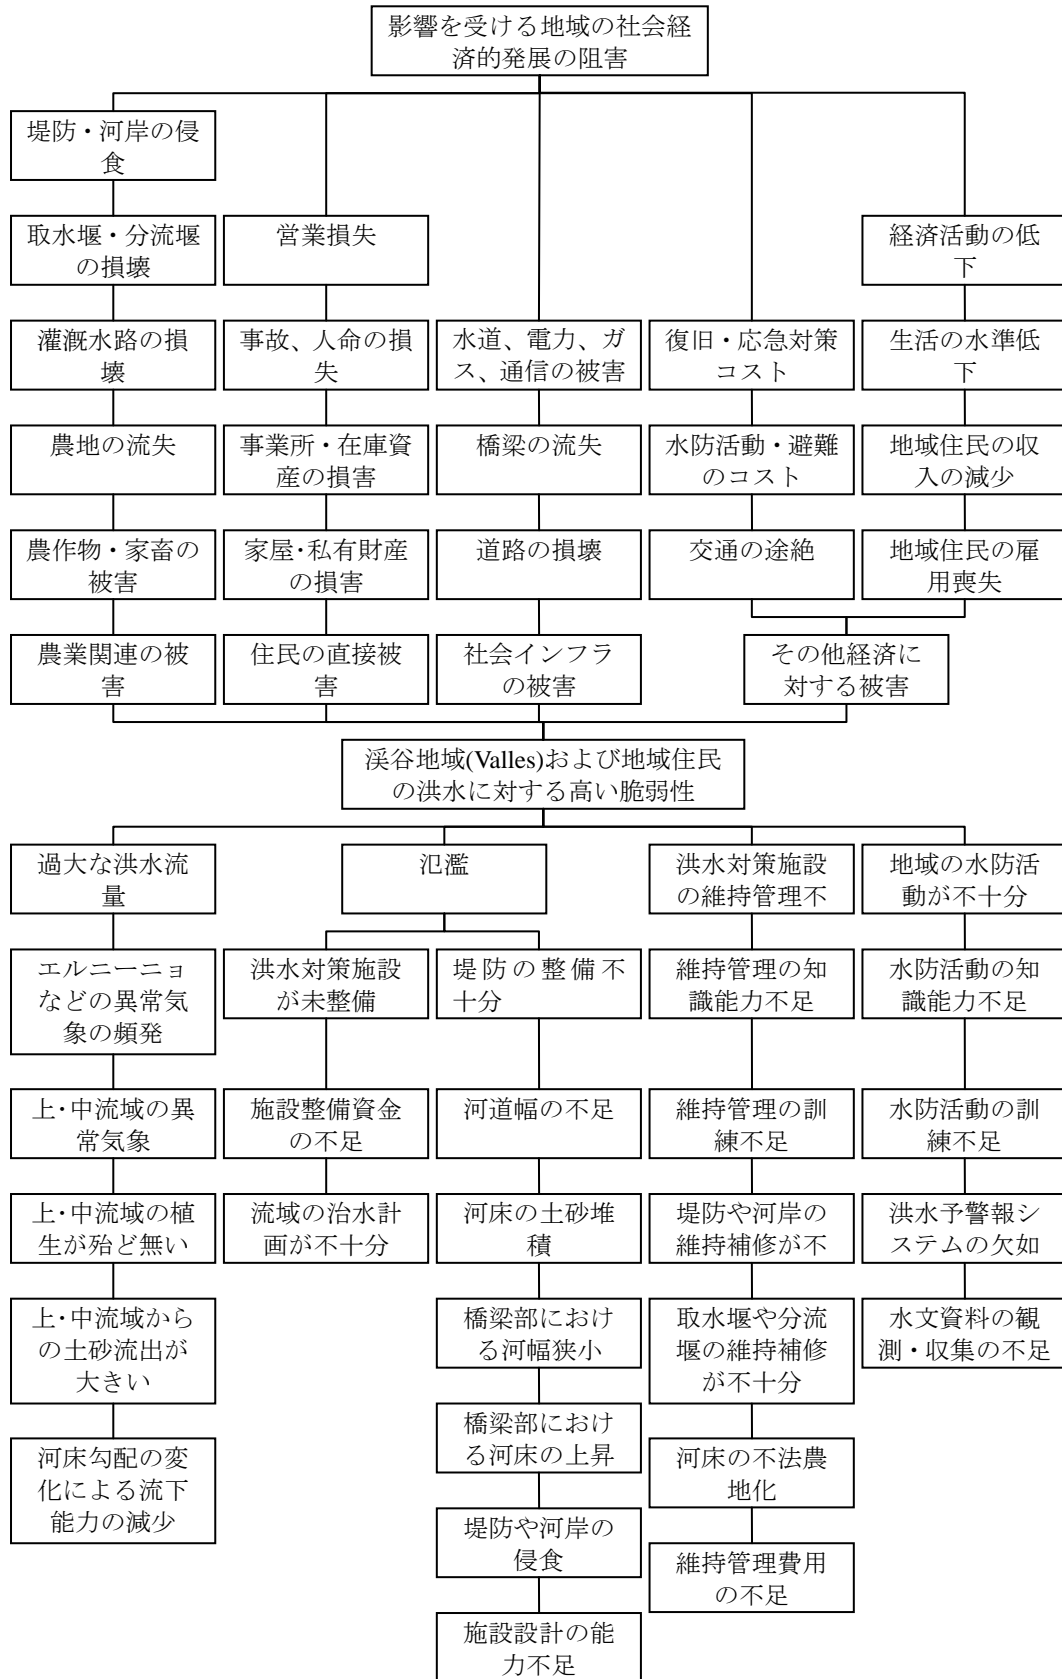 影響を受ける地域の社会経
済的発展の阻害
堤防・河岸の侵
食
取水堰・分流堰
の損壊
営業損失
経済活動の低
下
灌漑水路の損
壊
事故、人命の損
失
水道、電力、ガ
ス、通信の被害
復旧・応急対策
コスト
生活の水準低
下
農地の流失
事業所・在庫資
産の損害
橋梁の流失
水防活動・避難
のコスト
地域住民の収
入の減少
農作物・家畜の
被害
家屋・私有財産
の損害
道路の損壊
交通の途絶
地域住民の雇
用喪失
農業関連の被
害
住民の直接被
害
社会インフラ
の被害
その他経済に
対する被害
渓谷地域(Valles)および地域住民
の洪水に対する高い脆弱性
過大な洪水流
量
氾濫
洪水対策施設
の維持管理不
地域の水防活
動が不十分
エルニーニョ
などの異常気
象の頻発
洪水対策施設
が未整備
堤防の整備不
十分
維持管理の知
識能力不足
水防活動の知
識能力不足
上・中流域の異
常気象
施設整備資金
の不足
河道幅の不足
維持管理の訓
練不足
水防活動の訓
練不足
上・中流域の植
生が殆ど無い
流域の治水計
画が不十分
河床の土砂堆
積
堤防や河岸の
維持補修が不
洪水予警報シ
ステムの欠如
上・中流域から
の土砂流出が
大きい
橋梁部におけ
る河幅狭小
取水堰や分流
堰の維持補修
が不十分
水文資料の観
測・収集の不足
河床勾配の変
化による流下
能力の減少
橋梁部におけ
る河床の上昇
河床の不法農
地化
堤防や河岸の
侵食
維持管理費用
の不足
施設設計の能
力不足